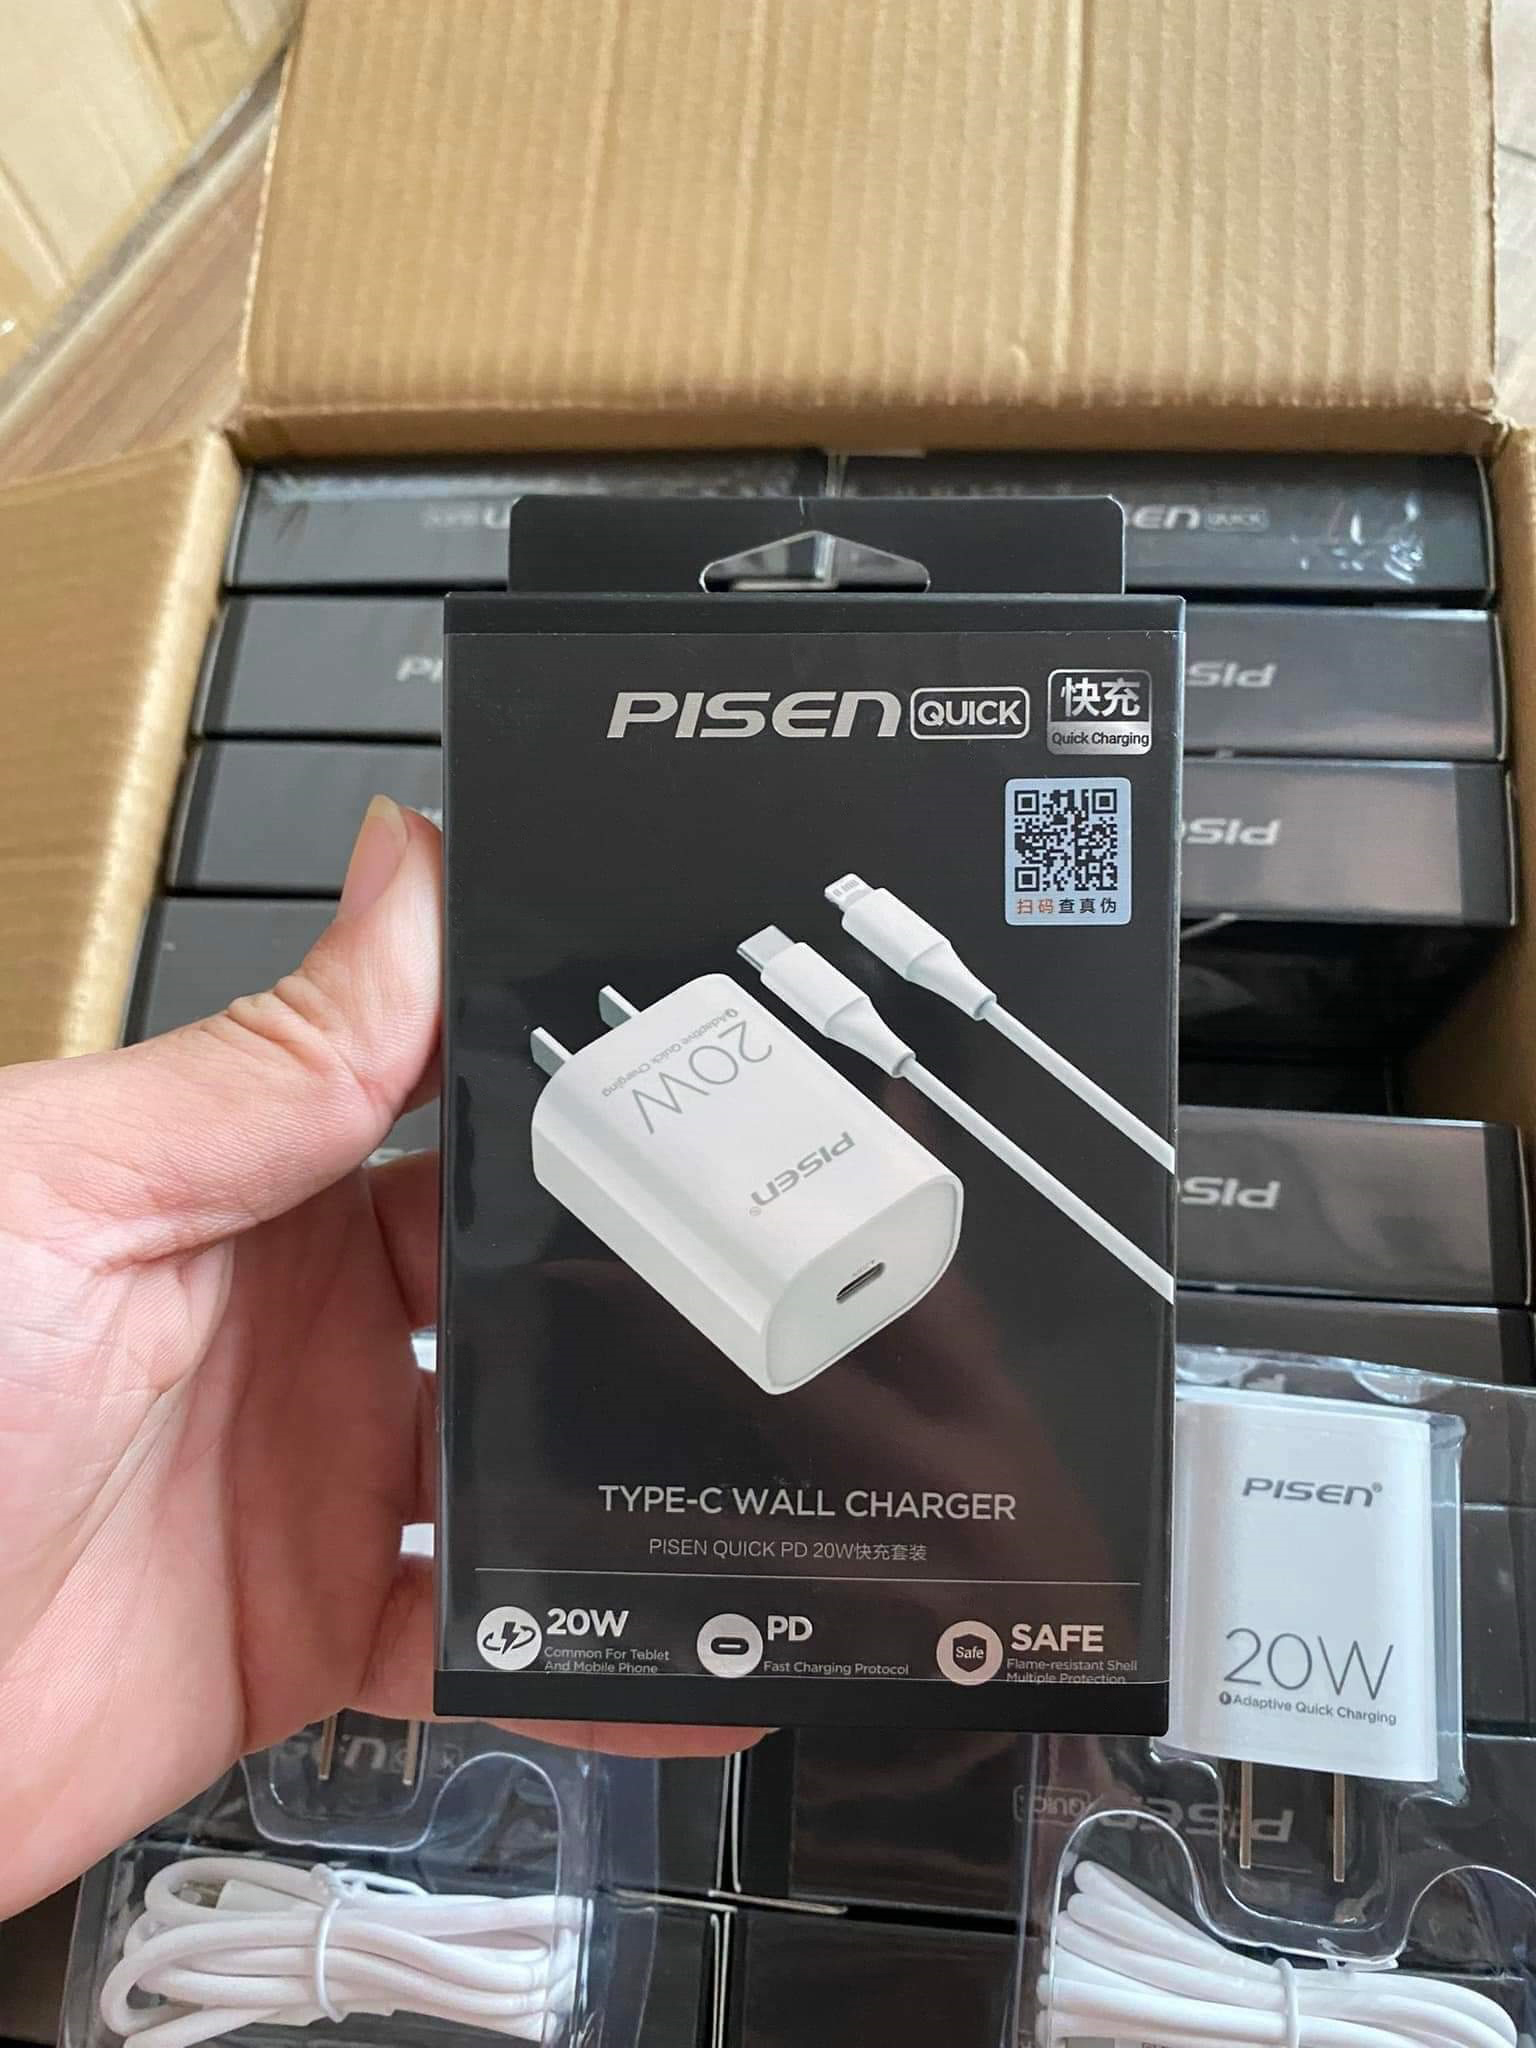 PISEN QUICK
快充
Quick Charging
扫码查真伪
20W
Adaptive Quick Charging
PISEN®
TYPE-C WALL CHARGER
PISEN QUICK PD 20W快充套装
20W
Common For Teblet
And Mobile Phone
PD
Fast Charging Protocol
Safe
SAFE
Flame-resistant Shell
Multiple Protection
PISEN®
20W
Adaptive Quick Charging